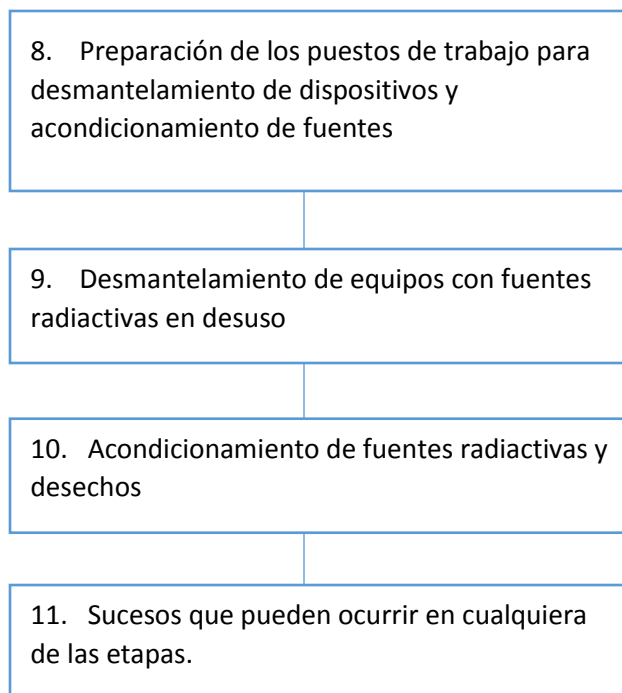 8. Preparación de los puestos de trabajo para
desmantelamiento de dispositivos y
acondicionamiento de fuentes
9. Desmantelamiento de equipos con fuentes
radiactivas en desuso
10. Acondicionamiento de fuentes radiactivas y
desechos
11. Sucesos que pueden ocurrir en cualquiera
de las etapas.